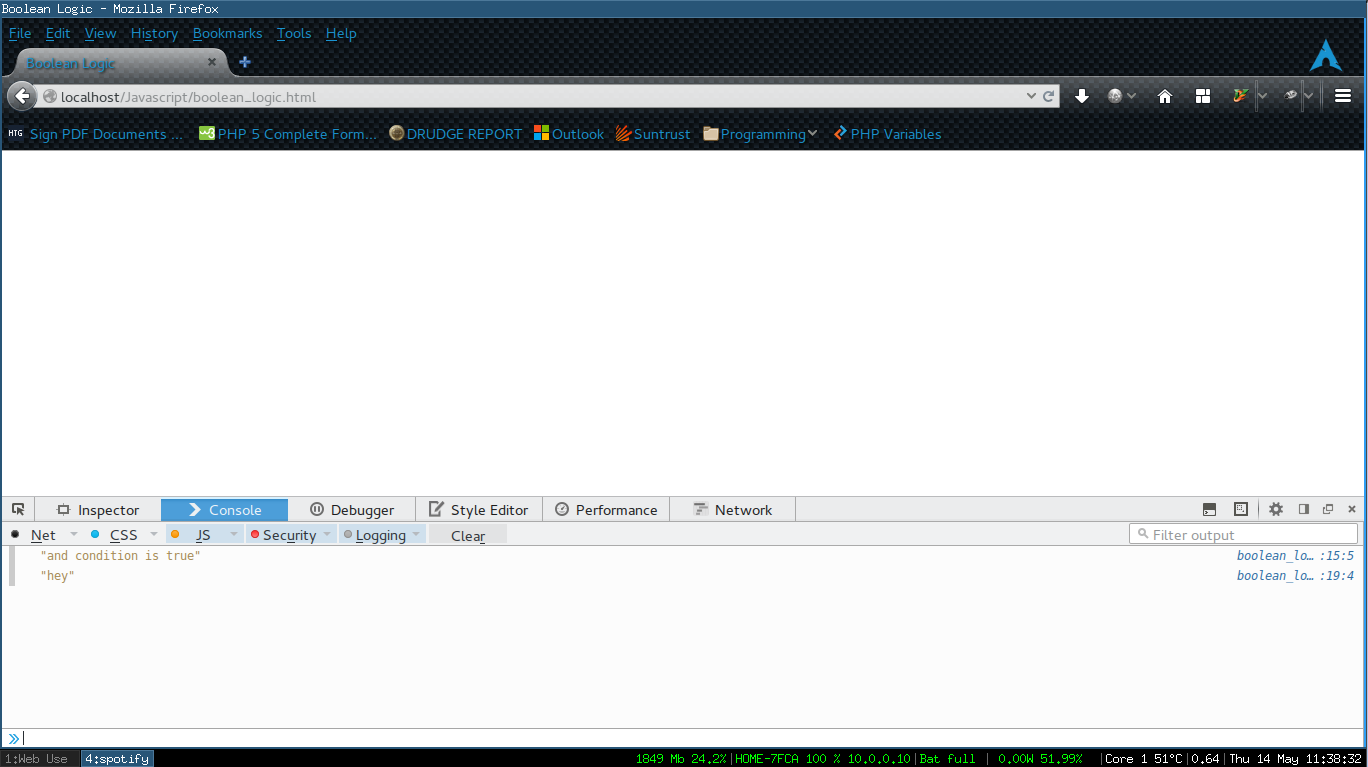 Boolean Logic - Mozilla Firefox
File Edit View History Bookmarks Tools Help
Boolean Logic
localhost/Javascript/boolean_logic.html
HTG Sign PDF Documents ... PHP 5 Complete Form... DRUDGE REPORT Outlook Suntrust Programming PHP Variables
Inspector Console Debugger Style Editor Performance Network
Net CSS JS Security Logging Clear Filter output
"and condition is true" boolean_lo... :15:5
"hey" boolean_lo... :19:4
1:Web Use 4:spotify 1849 Mb 24.2%|HOME-7FCA 100 % 10.0.0.10|Bat full | 0.00W 51.99% |Core 1 51°C|0.64|Thu 14 May 11:38:32